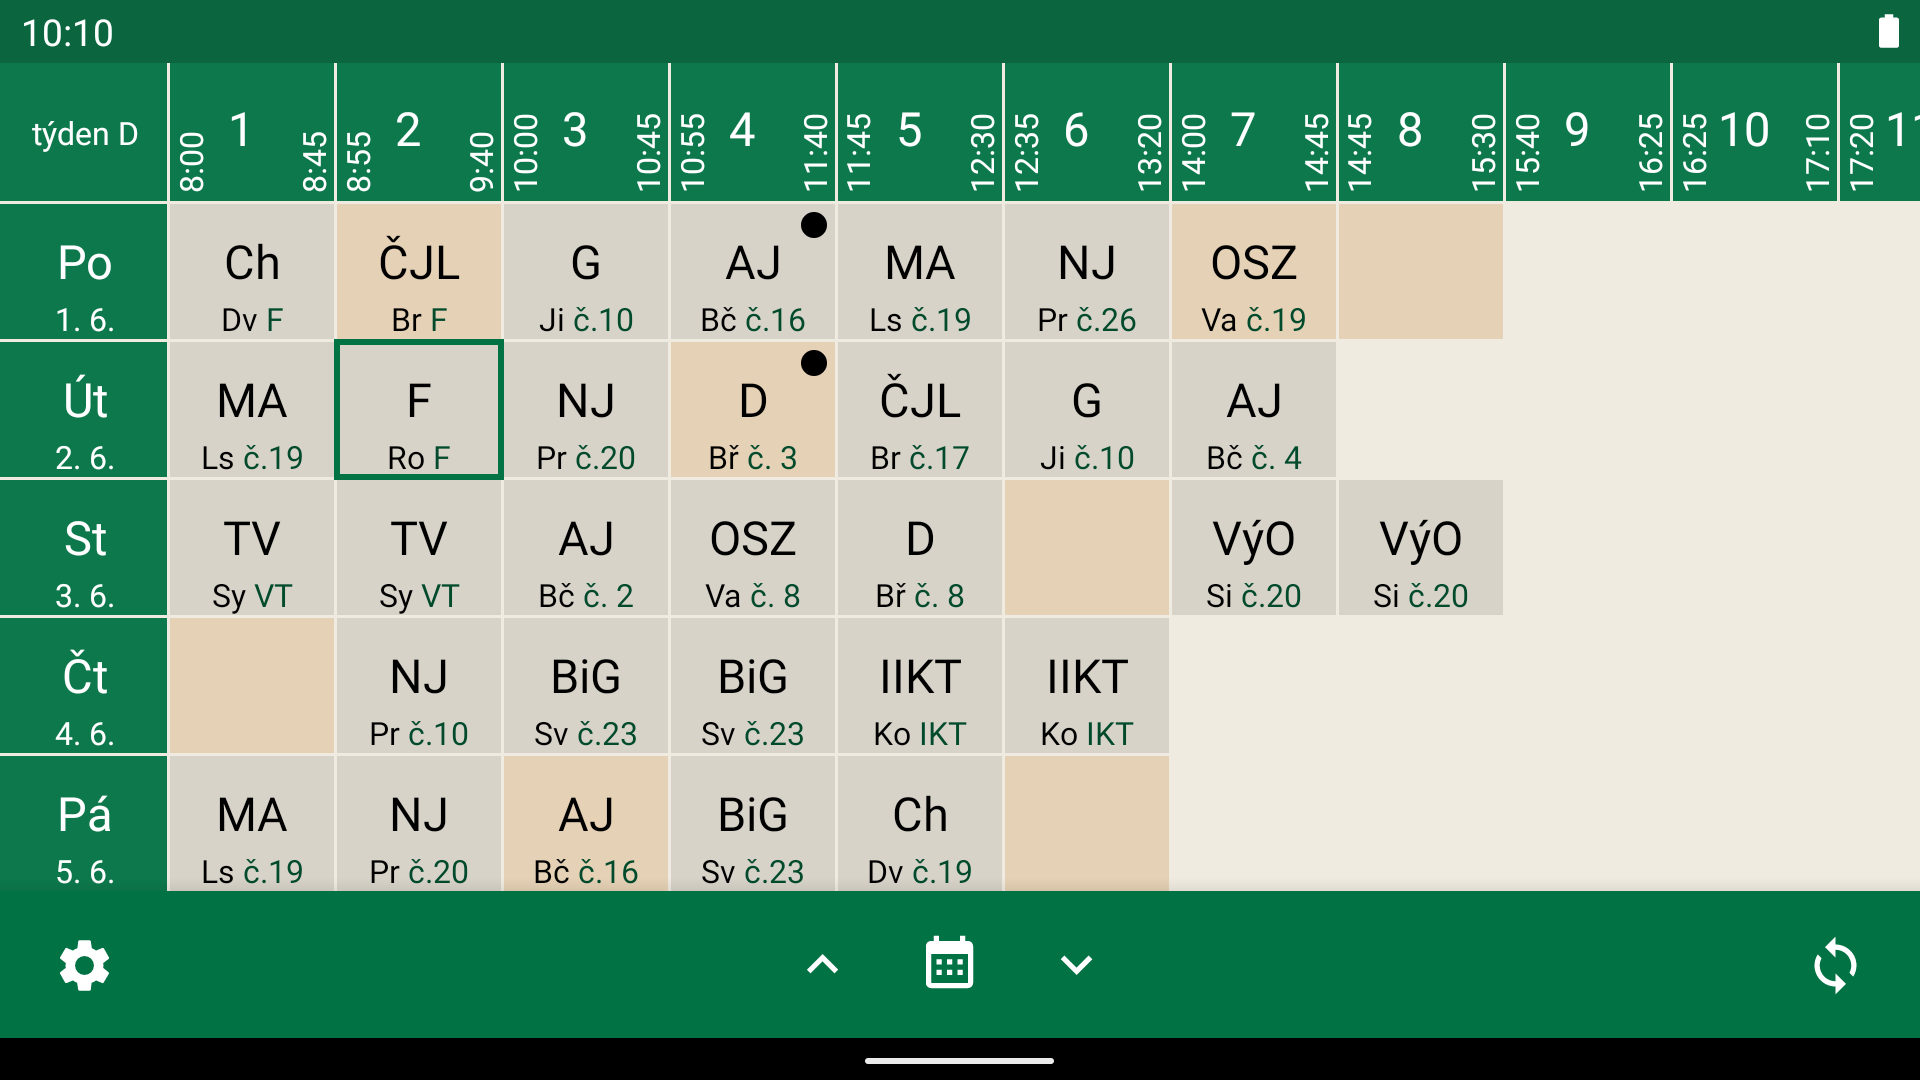 10:10
týden D
8:00 1 8:45 8:55 2 9:40 10:00 3 10:45 10:55 4 11:40 11:45 5 12:30 12:35 6 13:20 14:00 7 14:45 14:45 8 15:30 15:40 9 16:25 16:25 10 17:10 17:20
Po Ch ČJL G AJ MA NJ OSZ
1. 6. Dv F Br F Ji č.10 Bč č.16 Ls č.19 Pr č.26 Va č.19
Út MA F NJ D ČJL G AJ
2. 6. Ls č.19 Ro F Pr č.20 Bř č. 3 Br č.17 Ji č.10 Bč č. 4
St TV TV AJ OSZ D VýO VýO
3. 6. Sy VT Sy VT Bč č. 2 Va č. 8 Bř č. 8 Si č.20 Si č.20
Čt NJ BiG BiG IIKT IIKT
4. 6. Pr č.10 Sv č.23 Sv č.23 Ko IKT Ko IKT
Pá MA NJ AJ BiG Ch
5. 6. Ls č.19 Pr č.20 Bč č.16 Sv č.23 Dv č.19